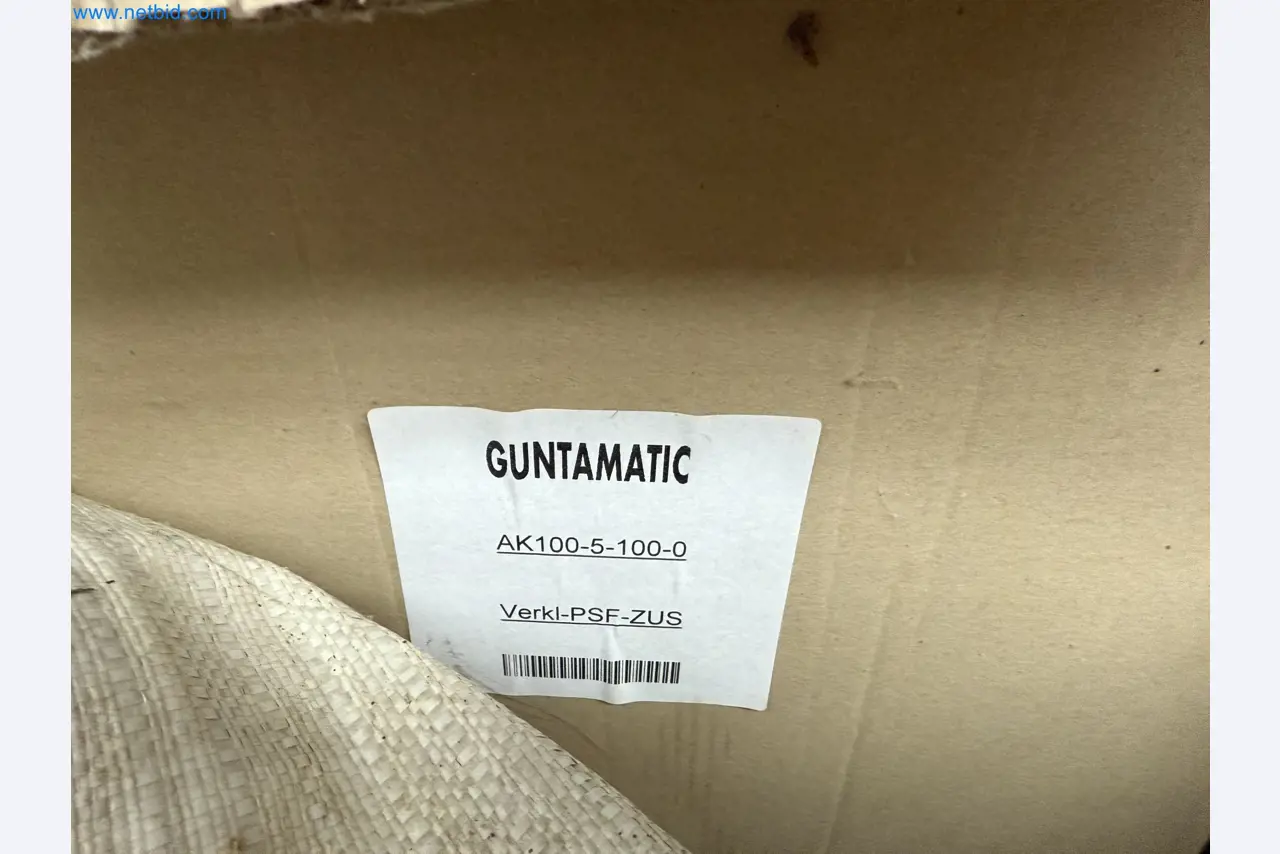 www.netbid.com
GUNTAMATIC
AK100-5-100-0
Verkl-PSF-ZUS